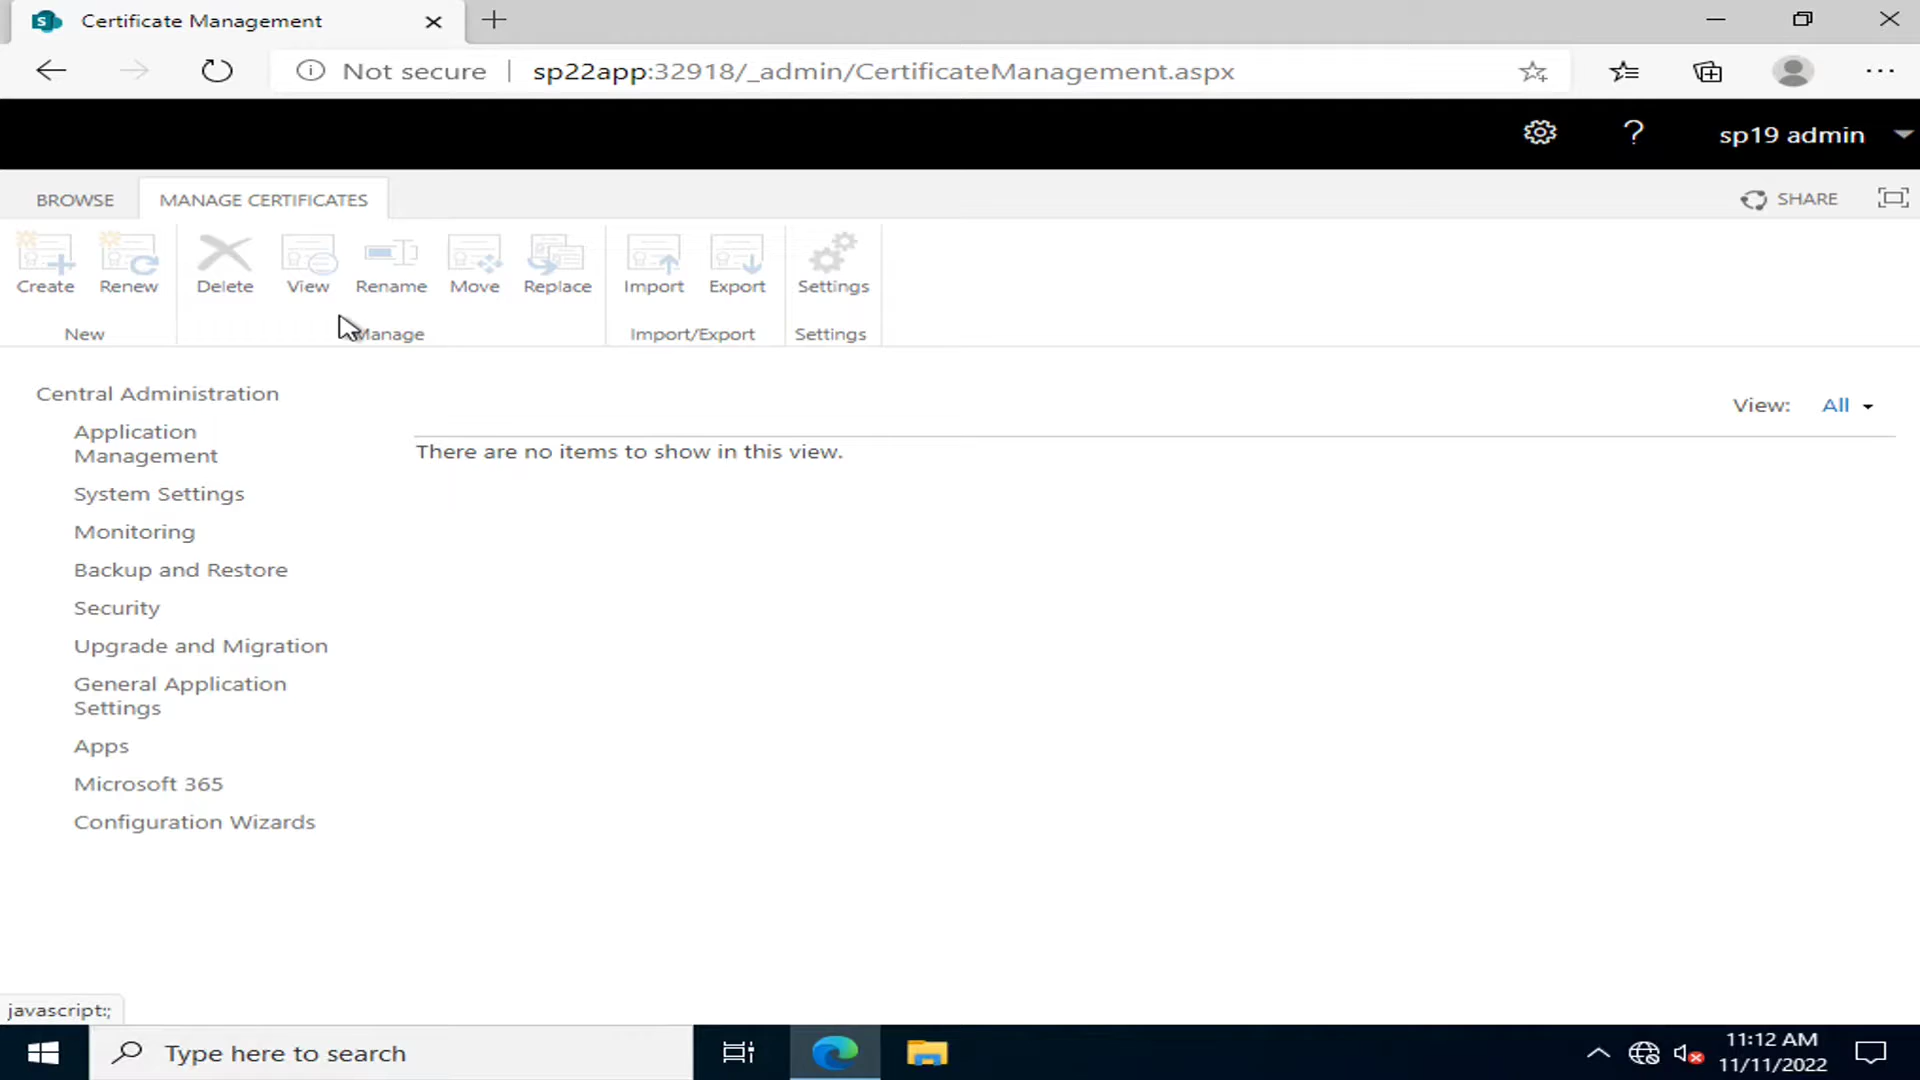 Certificate Management
Not secure | sp22app:32918/_admin/CertificateManagement.aspx
sp19 admin
BROWSE MANAGE CERTIFICATES SHARE
Create Renew Delete View Rename Move Replace Import Export Settings
New Manage Import/Export Settings
Central Administration
View: All
Application
Management
There are no items to show in this view.
System Settings
Monitoring
Backup and Restore
Security
Upgrade and Migration
General Application
Settings
Apps
Microsoft 365
Configuration Wizards
javascript:;
Type here to search
11:12 AM
11/11/2022